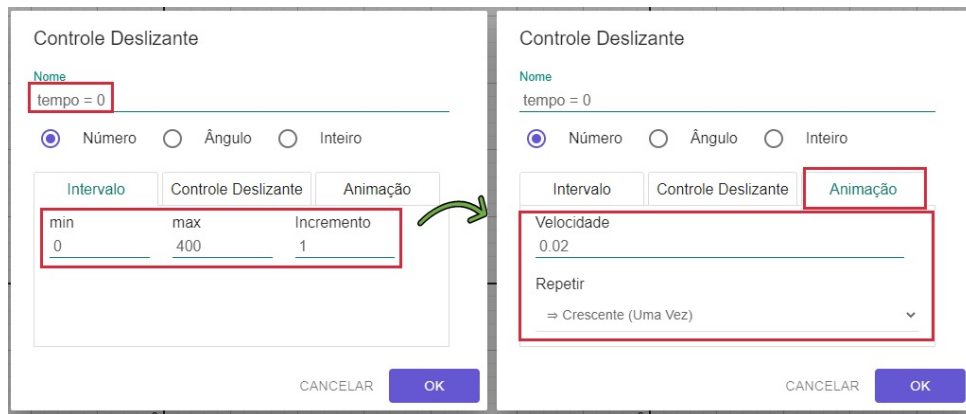 Controle Deslizante
Nome
tempo = 0
Número Ângulo Inteiro
Intervalo Controle Deslizante Animação
min max Incremento
0 400 1
CANCELAR OK
Controle Deslizante
Nome
tempo = 0
Número Ângulo Inteiro
Intervalo Controle Deslizante Animação
Velocidade
0.02
Repetir
⇒ Crescente (Uma Vez)
CANCELAR OK